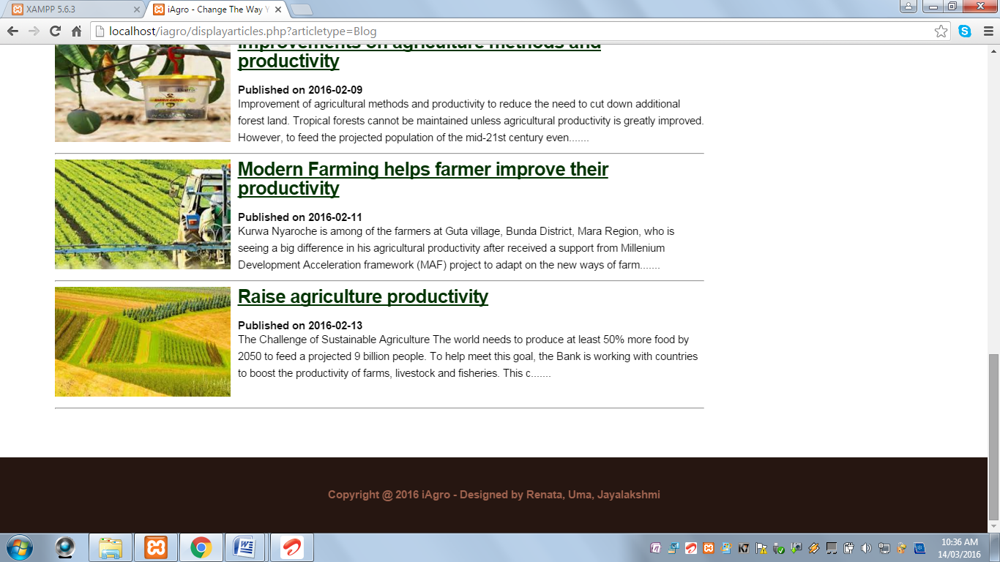 XAMPP 5.6.3
iAgro - Change The Way Y
localhost/iagro/displayarticles.php?articletype=Blog
improvements on agriculture methods and
productivity
Published on 2016-02-09
Improvement of agricultural methods and productivity to reduce the need to cut down additional
forest land. Tropical forests cannot be maintained unless agricultural productivity is greatly improved.
However, to feed the projected population of the mid-21st century even.......
Modern Farming helps farmer improve their
productivity
Published on 2016-02-11
Kurwa Nyaroche is among of the farmers at Guta village, Bunda District, Mara Region, who is
seeing a big difference in his agricultural productivity after received a support from Millenium
Development Acceleration framework (MAF) project to adapt on the new ways of farm.......
Raise agriculture productivity
Published on 2016-02-13
The Challenge of Sustainable Agriculture The world needs to produce at least 50% more food by
2050 to feed a projected 9 billion people. To help meet this goal, the Bank is working with countries
to boost the productivity of farms, livestock and fisheries. This c.......
Copyright @ 2016 iAgro - Designed by Renata, Uma, Jayalakshmi
K7
10:36 AM
14/03/2016